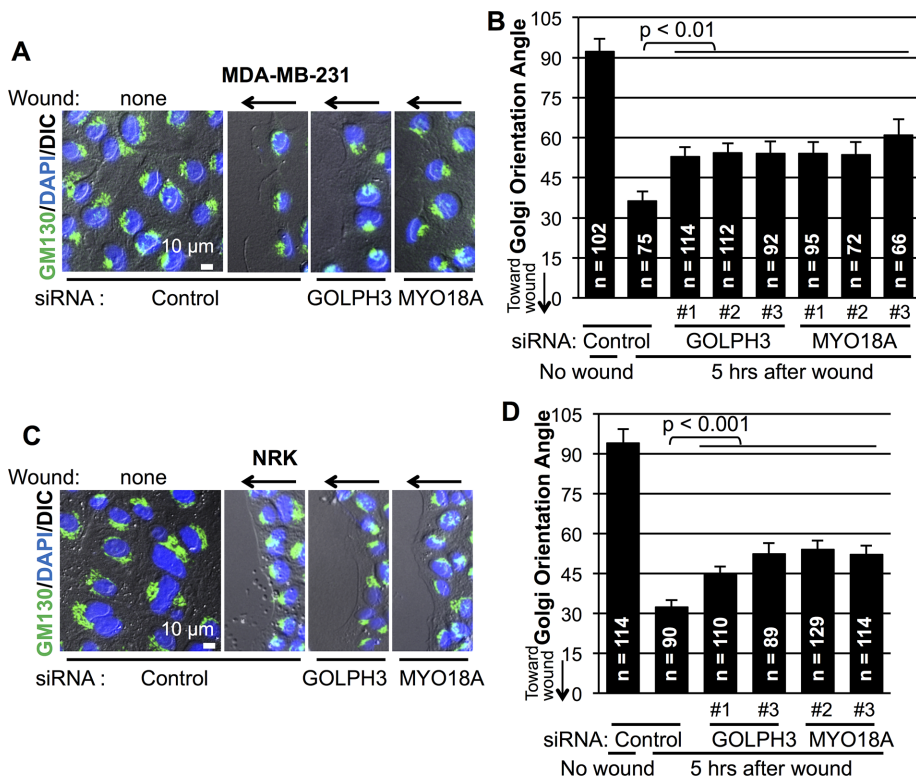 A
MDA-MB-231
Wound: none
GM130/DAPI/DIC
10 µm
siRNA : Control GOLPH3 MYO18A
B
Golgi Orientation Angle
Toward wound
105
90
75
60
45
30
15
0
p < 0.01
n = 102
n = 75
n = 114
n = 112
n = 92
n = 95
n = 72
n = 66
#1 #2 #3 #1 #2 #3
siRNA: Control GOLPH3 MYO18A
No wound 5 hrs after wound
C
NRK
Wound: none
GM130/DAPI/DIC
10 µm
siRNA : Control GOLPH3 MYO18A
D
Golgi Orientation Angle
Toward wound
105
90
75
60
45
30
15
0
p < 0.001
n = 114
n = 90
n = 110
n = 89
n = 129
n = 114
#1 #3 #2 #3
siRNA: Control GOLPH3 MYO18A
No wound 5 hrs after wound